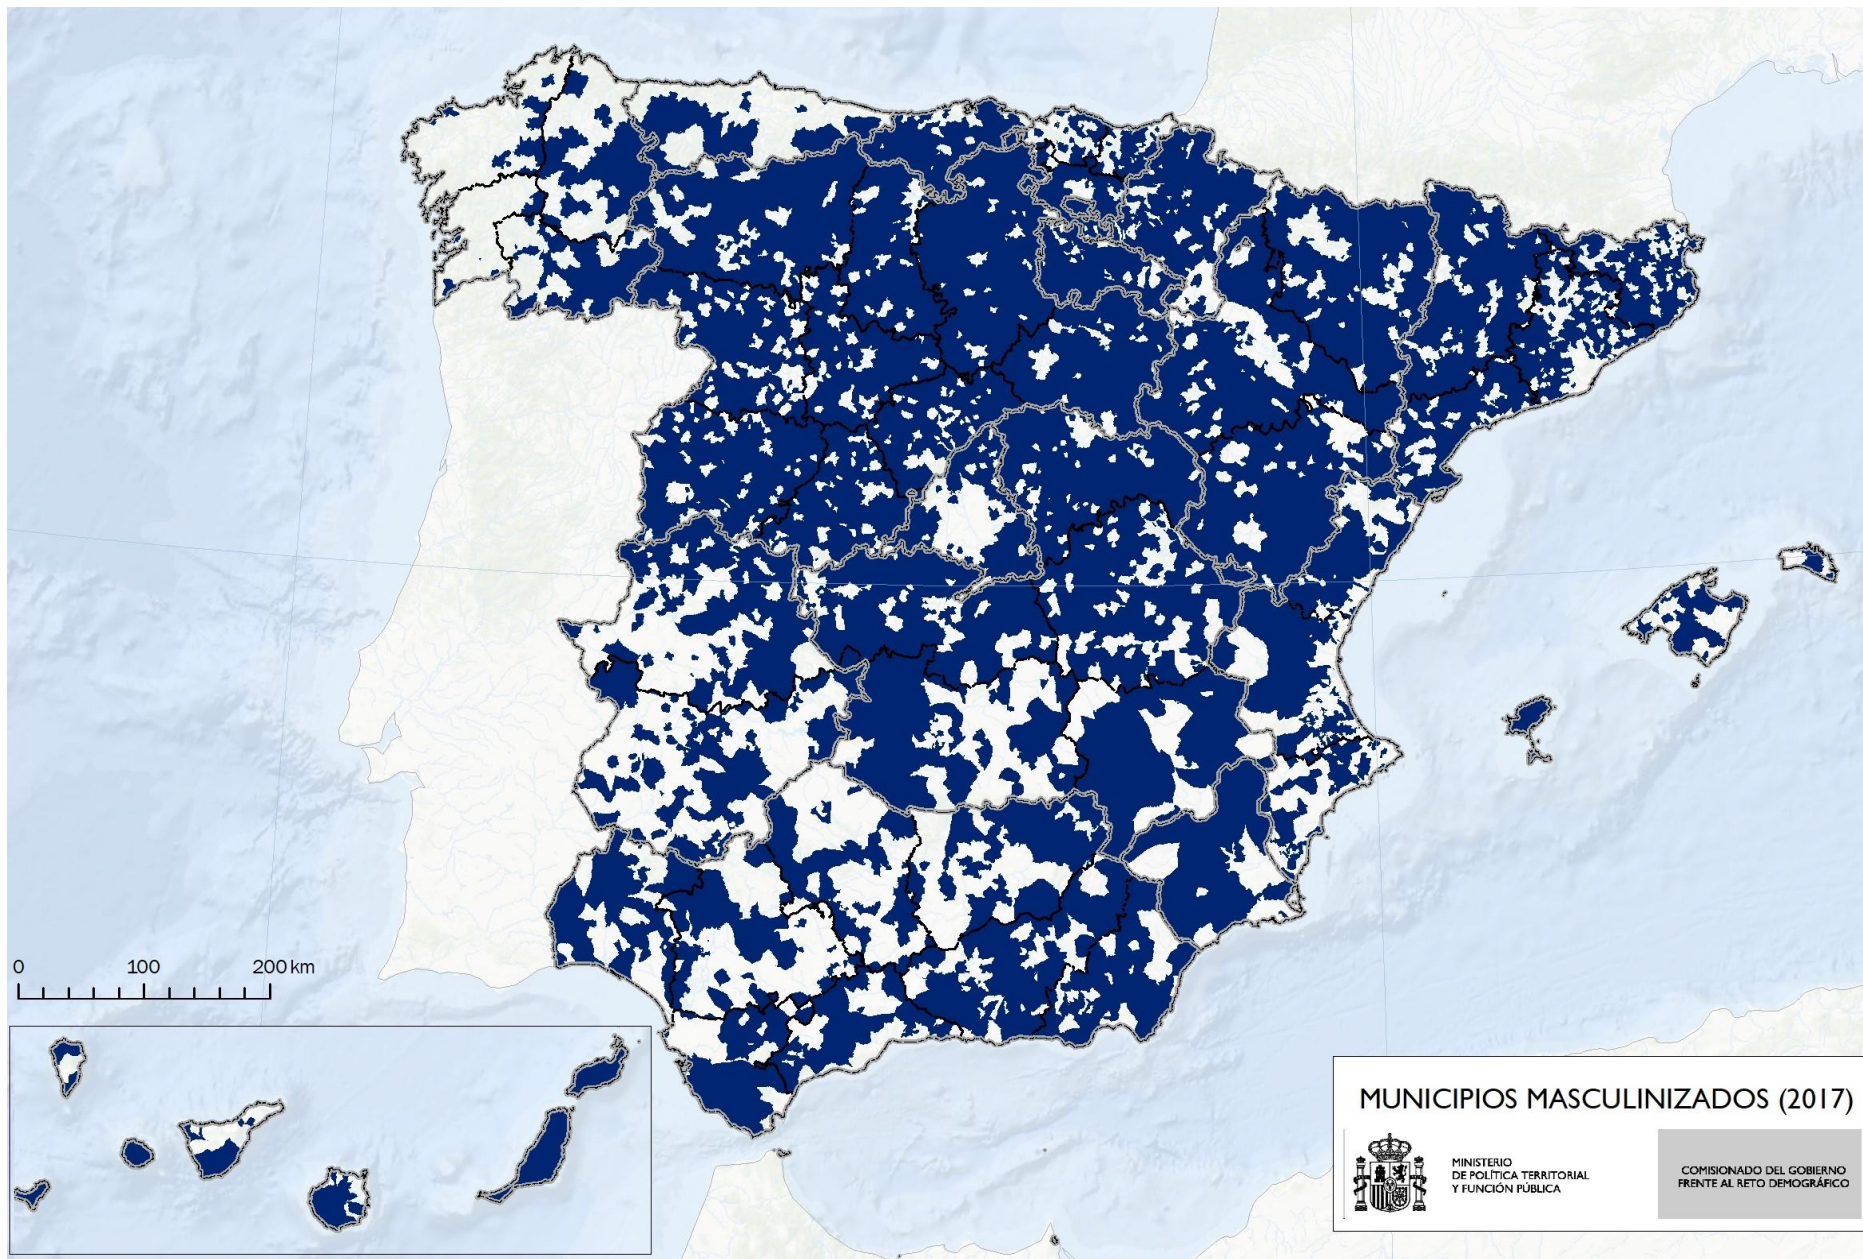 0 100 200 km
MUNICIPIOS MASCULINIZADOS (2017)
MINISTERIO
DE POLÍTICA TERRITORIAL
Y FUNCIÓN PÚBLICA
COMISIONADO DEL GOBIERNO
FRENTE AL RETO DEMOGRÁFICO